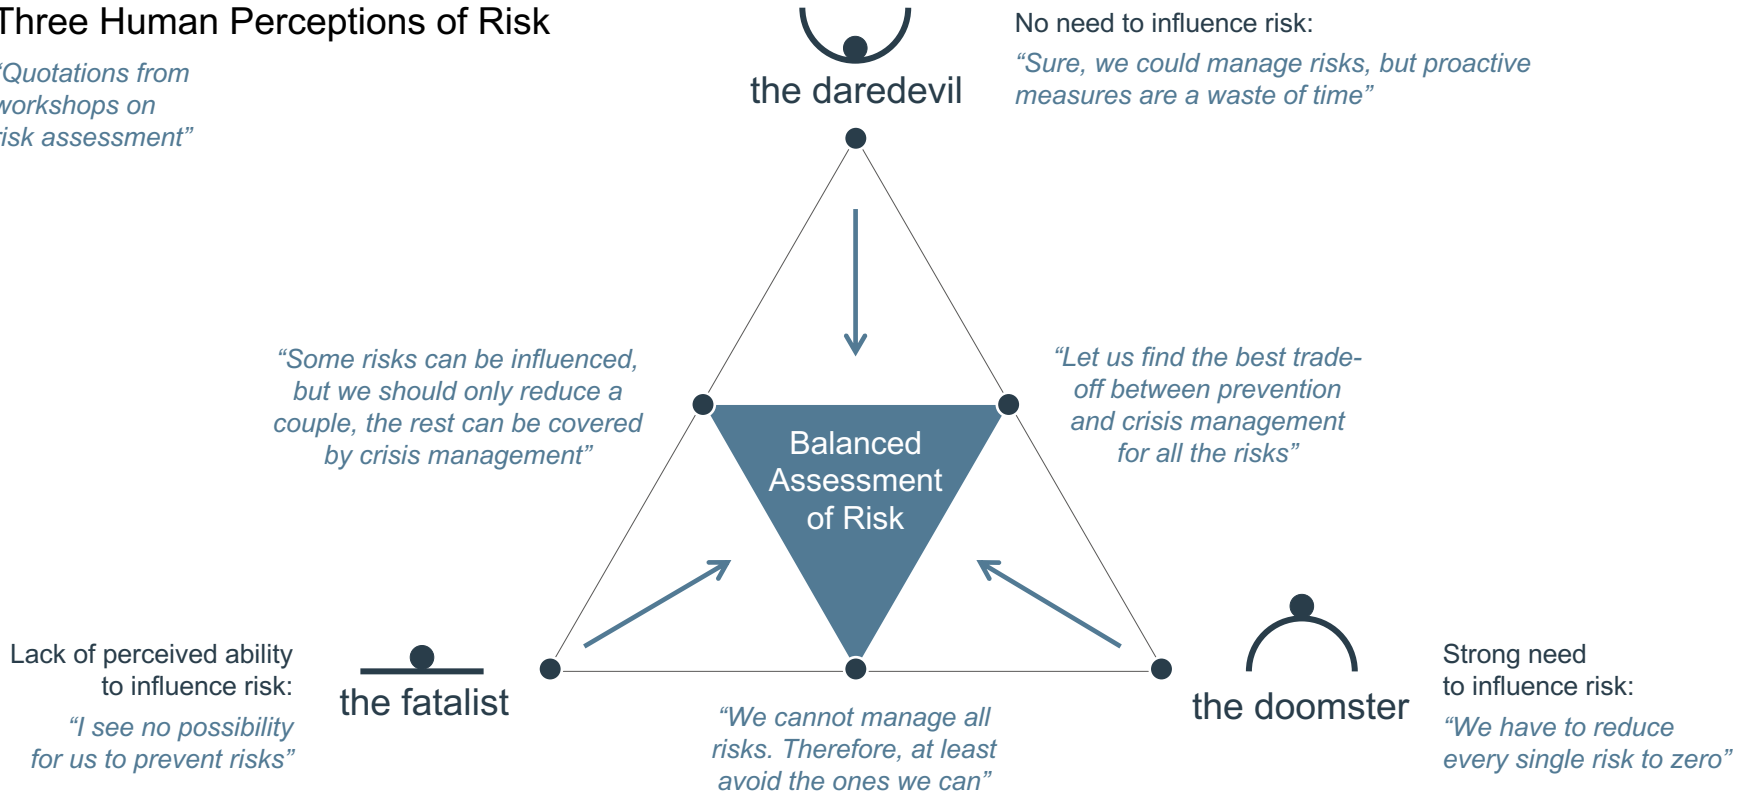 Three Human Perceptions of Risk
“Quotations from
workshops on
risk assessment”
the daredevil
No need to influence risk:
“Sure, we could manage risks, but proactive
measures are a waste of time”
“Some risks can be influenced,
but we should only reduce a
couple, the rest can be covered
by crisis management”
“Let us find the best trade-
off between prevention
and crisis management
for all the risks”
Balanced
Assessment
of Risk
Lack of perceived ability
to influence risk:
“I see no possibility
for us to prevent risks”
the fatalist
“We cannot manage all
risks. Therefore, at least
avoid the ones we can”
the doomster
Strong need
to influence risk:
“We have to reduce
every single risk to zero”